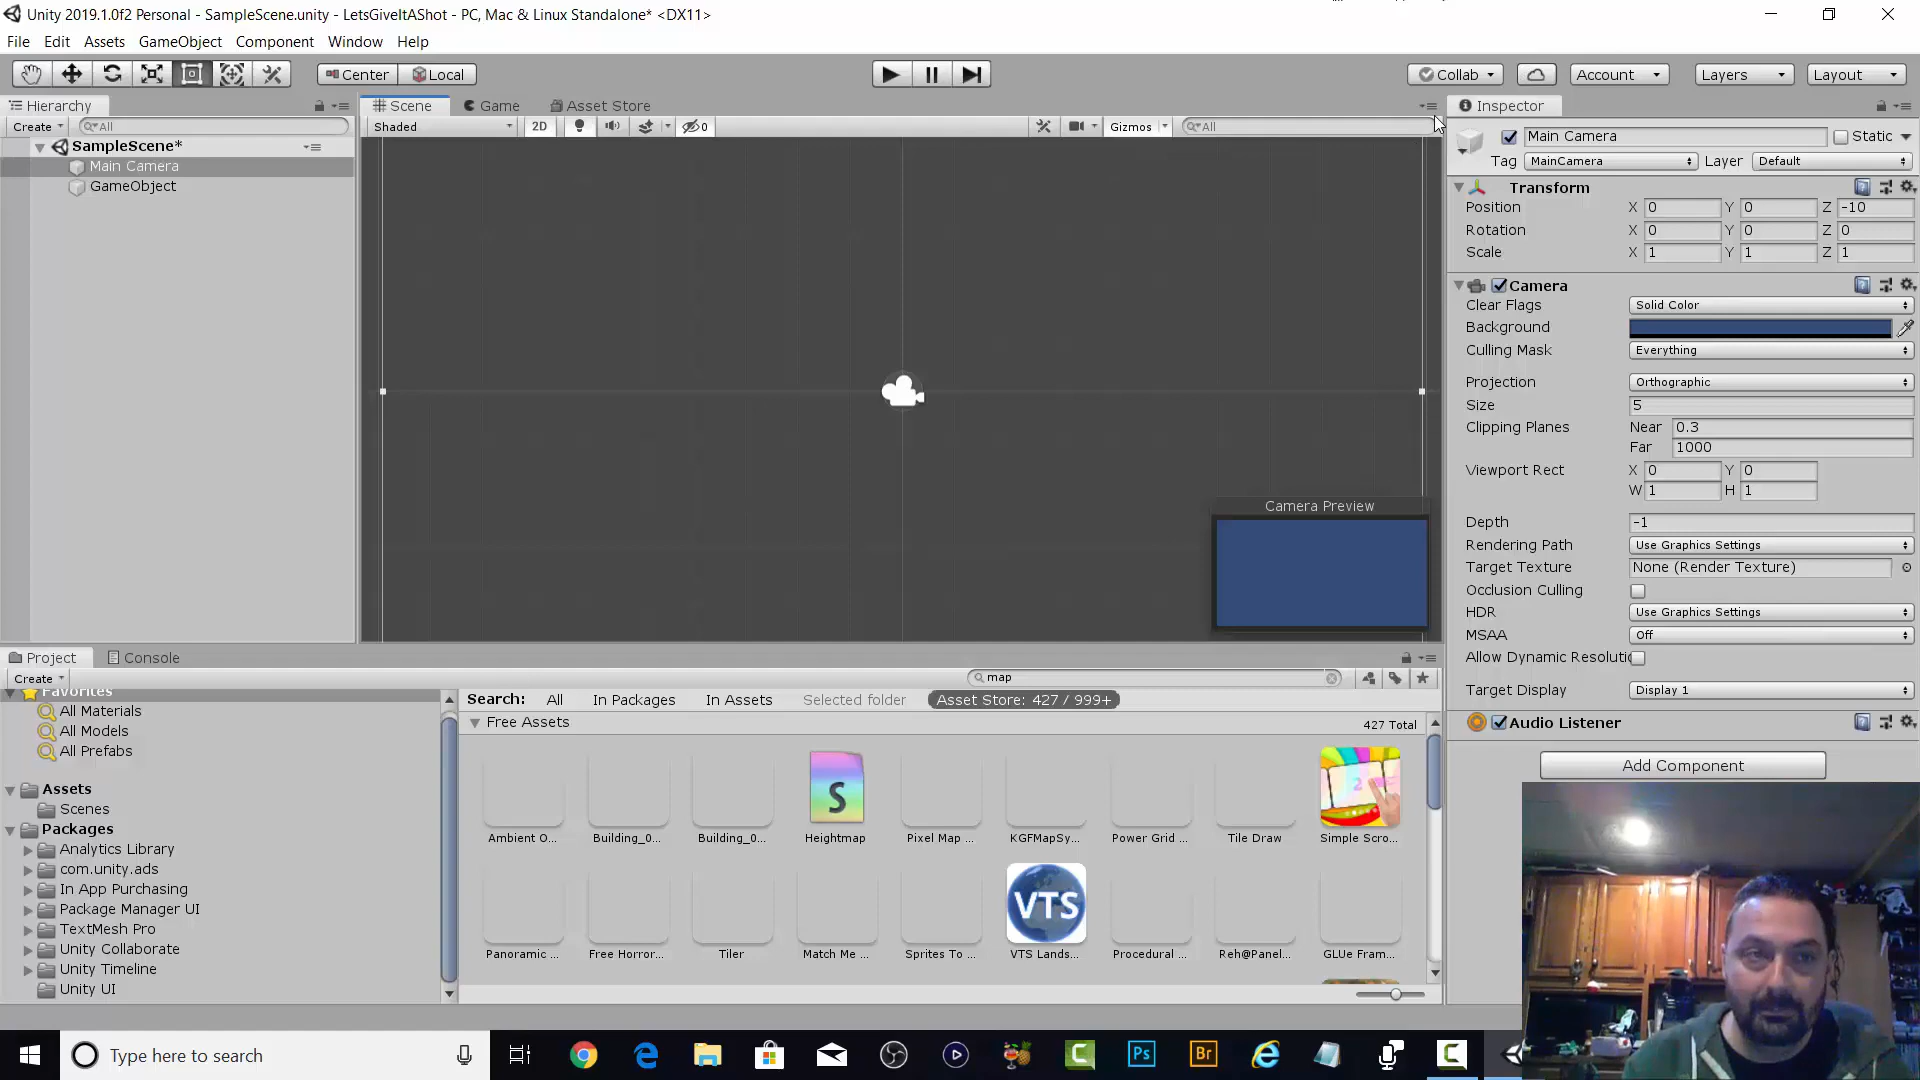 Unity 2019.1.0f2 Personal - SampleScene.unity - LetsGiveItAShot - PC, Mac & Linux Standalone* <DX11>
File Edit Assets GameObject Component Window Help
Center Local Collab Account Layers Layout
Hierarchy Scene Game Asset Store Inspector
Create All Shaded 2D 0 Gizmos All
Main Camera Static
SampleScene*
Main Camera
GameObject
Tag MainCamera Layer Default
Transform
Position X 0 Y 0 Z -10
Rotation X 0 Y 0 Z 0
Scale X 1 Y 1 Z 1
Camera
Clear Flags Solid Color
Background
Culling Mask Everything
Projection Orthographic
Size 5
Clipping Planes Near 0.3
Far 1000
Viewport Rect X 0 Y 0
W 1 H 1
Camera Preview
Depth -1
Rendering Path Use Graphics Settings
Target Texture None (Render Texture)
Occlusion Culling
HDR Use Graphics Settings
MSAA Off
Allow Dynamic Resolutic
Target Display Display 1
Audio Listener
Add Component
Project Console
Create map
Favorites
All Materials
All Models
All Prefabs
Assets
Scenes
Packages
Analytics Library
com.unity.ads
In App Purchasing
Package Manager UI
TextMesh Pro
Unity Collaborate
Unity Timeline
Unity UI
Search: All In Packages In Assets Selected folder Asset Store: 427 / 999+
Free Assets 427 Total
S 2
Ambient O... Building_0... Building_0... Heightmap Pixel Map ... KGFMapSy... Power Grid ... Tile Draw Simple Scro...
VTS
Panoramic ... Free Horror... Tiler Match Me ... Sprites To ... VTS Lands... Procedural ... Reh@Panel... GLUe Fram...
Type here to search
C Ps Br C